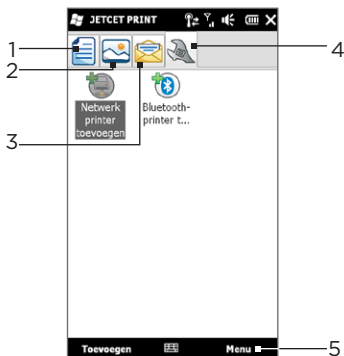 JETCET PRINT
1
2
3
4
Netwerk
printer
toevoegen
Bluetooth-
printer t...
Toevoegen
Menu
5